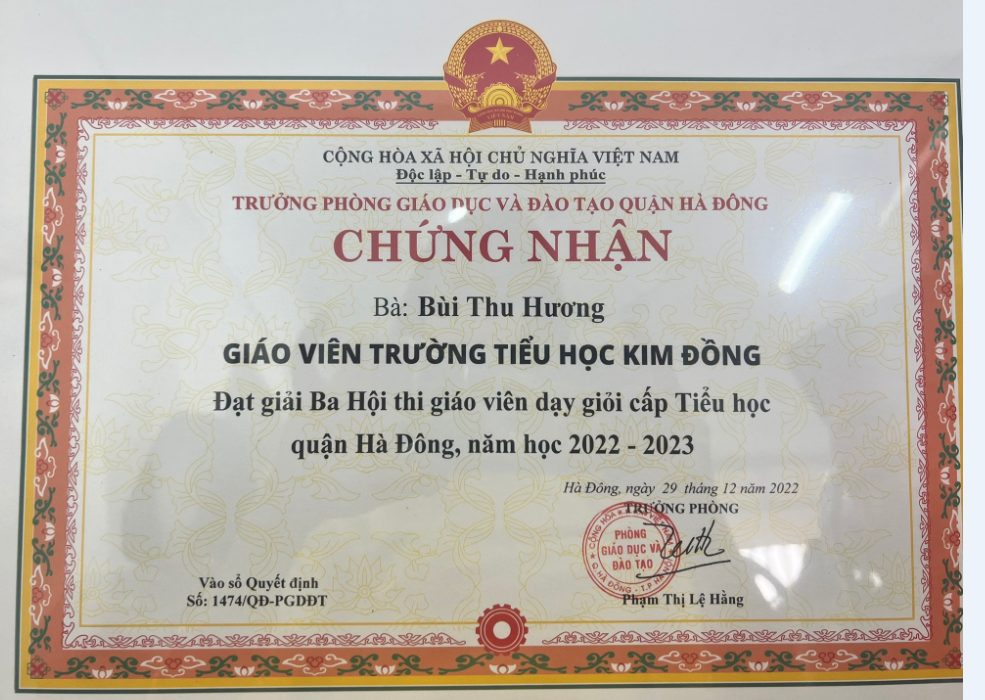 CỘNG HÒA XÃ HỘI CHỦ NGHĨA VIỆT NAM
Độc lập - Tự do - Hạnh phúc
TRƯỞNG PHÒNG GIÁO DỤC VÀ ĐÀO TẠO QUẬN HÀ ĐÔNG
CHỨNG NHẬN
Bà: Bùi Thu Hương
GIÁO VIÊN TRƯỜNG TIỂU HỌC KIM ĐỒNG
Đạt giải Ba Hội thi giáo viên dạy giỏi cấp Tiểu học
quận Hà Đông, năm học 2022 - 2023
Hà Đông, ngày 29 tháng 12 năm 2022
TRƯỞNG PHÒNG
PHÒNG
GIÁO DỤC VÀ
ĐÀO TẠO
Q.HÀ ĐÔNG - T.P HÀ NỘI
Phạm Thị Lệ Hằng
Vào sổ Quyết định
Số: 1474/QĐ-PGDĐT